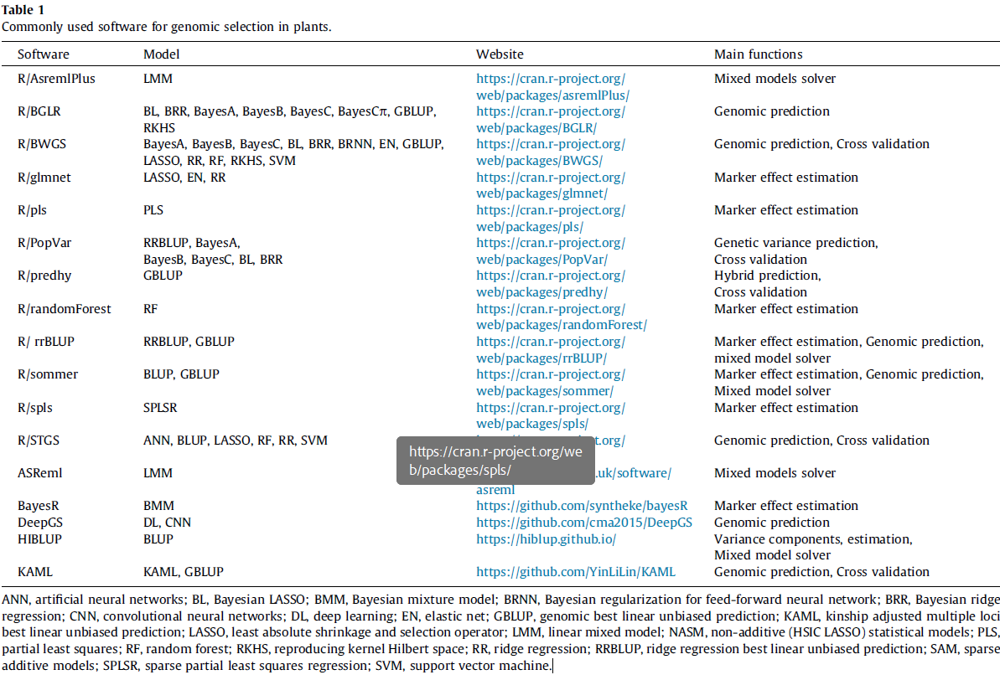 Table 1
Commonly used software for genomic selection in plants.
Software Model Website Main functions
R/AsremlPlus LMM https://cran.r-project.org/ Mixed models solver
web/packages/asremlPlus/
R/BGLR BL, BRR, BayesA, BayesB, BayesC, BayesCπ, GBLUP, https://cran.r-project.org/ Genomic prediction
RKHS web/packages/BGLR/
R/BWGS BayesA, BayesB, BayesC, BL, BRR, BRNN, EN, GBLUP, https://cran.r-project.org/ Genomic prediction, Cross validation
LASSO, RR, RF, RKHS, SVM web/packages/BWGS/
R/glmnet LASSO, EN, RR https://cran.r-project.org/ Marker effect estimation
web/packages/glmnet/
R/pls PLS https://cran.r-project.org/ Marker effect estimation
web/packages/pls/
R/PopVar RRBLUP, BayesA, https://cran.r-project.org/ Genetic variance prediction,
BayesB, BayesC, BL, BRR web/packages/PopVar/ Cross validation
R/predhy GBLUP https://cran.r-project.org/ Hybrid prediction,
web/packages/predhy/ Cross validation
R/randomForest RF https://cran.r-project.org/ Marker effect estimation
web/packages/randomForest/
R/ rrBLUP RRBLUP, GBLUP https://cran.r-project.org/ Marker effect estimation, Genomic prediction,
web/packages/rrBLUP/ mixed model solver
R/sommer BLUP, GBLUP https://cran.r-project.org/ Marker effect estimation, Genomic prediction,
web/packages/sommer/ Mixed model solver
R/spls SPLSR https://cran.r-project.org/ Marker effect estimation
web/packages/spls/
R/STGS ANN, BLUP, LASSO, RF, RR, SVM t.org/ Genomic prediction, Cross validation
https://cran.r-project.org/we
b/packages/spls/
ASReml LMM .uk/software/ Mixed models solver
asreml
BayesR BMM https://github.com/syntheke/bayesR Marker effect estimation
DeepGS DL, CNN https://github.com/cma2015/DeepGS Genomic prediction
HIBLUP BLUP https://hiblup.github.io/ Variance components, estimation,
Mixed model solver
KAML KAML, GBLUP https://github.com/YinLiLin/KAML Genomic prediction, Cross validation
ANN, artificial neural networks; BL, Bayesian LASSO; BMM, Bayesian mixture model; BRNN, Bayesian regularization for feed-forward neural network; BRR, Bayesian ridge
regression; CNN, convolutional neural networks; DL, deep learning; EN, elastic net; GBLUP, genomic best linear unbiased prediction; KAML, kinship adjusted multiple loci
best linear unbiased prediction; LASSO, least absolute shrinkage and selection operator; LMM, linear mixed model; NASM, non-additive (HSIC LASSO) statistical models; PLS,
partial least squares; RF, random forest; RKHS, reproducing kernel Hilbert space; RR, ridge regression; RRBLUP, ridge regression best linear unbiased prediction; SAM, sparse
additive models; SPLSR, sparse partial least squares regression; SVM, support vector machine.